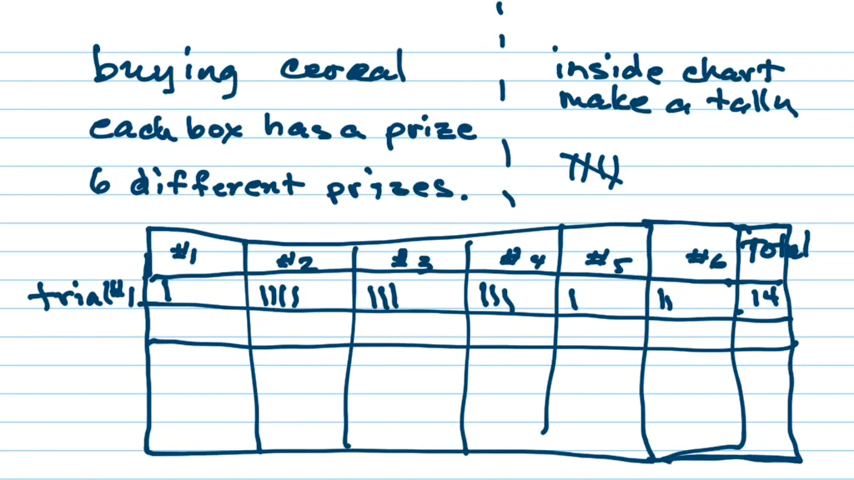 buying cereal
each box has a prize
6 different prizes.
inside chart
make a tally
#1 #2 #3 #4 #5 #6 Total
trial #1 | |||| ||| ||| | || 14